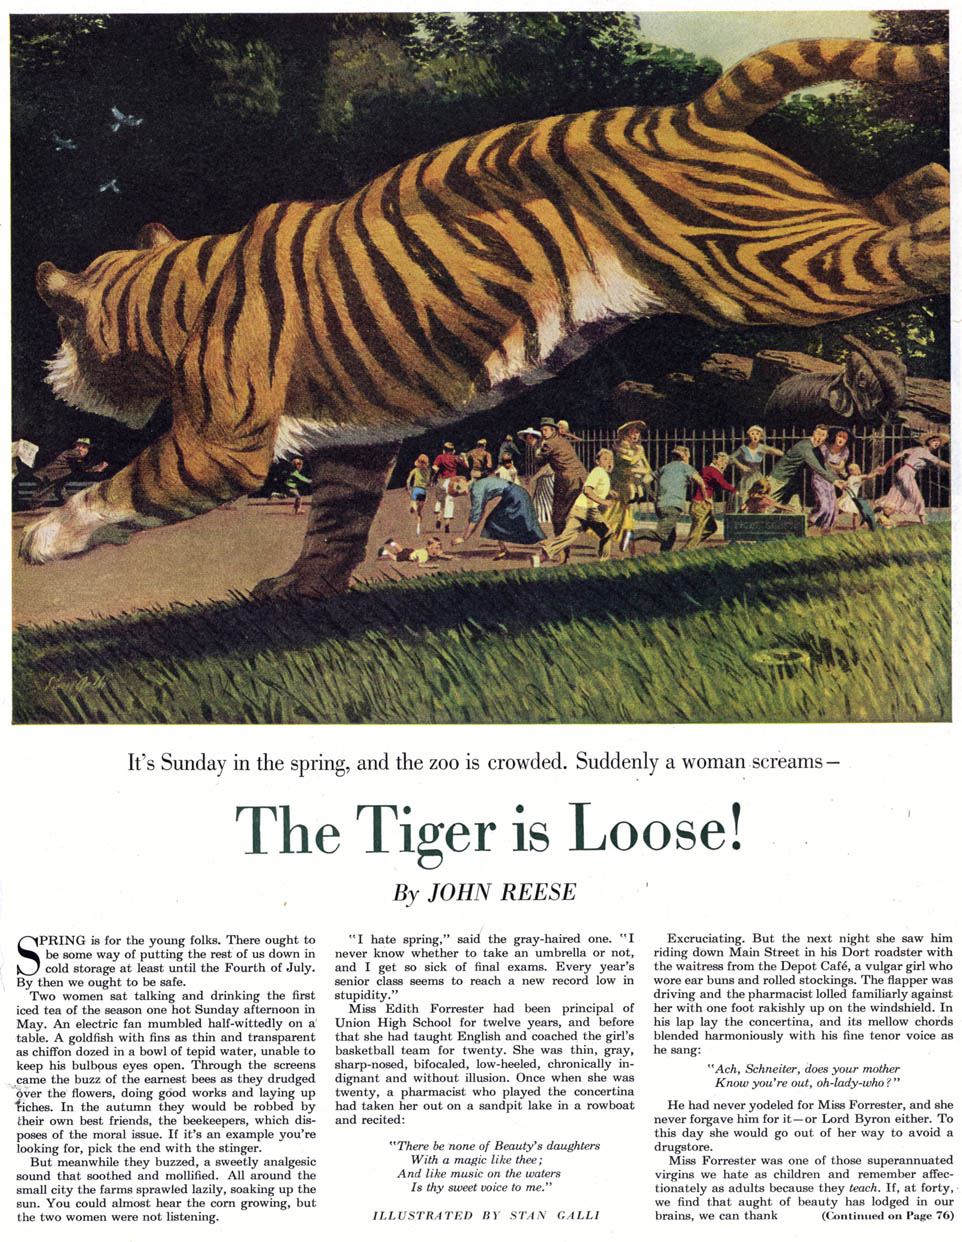 It's Sunday in the spring, and the zoo is crowded. Suddenly a woman screams—
The Tiger is Loose!
By JOHN REESE
SPRING is for the young folks. There ought to
be some way of putting the rest of us down in
cold storage at least until the Fourth of July.
By then we ought to be safe.
Two women sat talking and drinking the first
iced tea of the season one hot Sunday afternoon in
May. An electric fan mumbled half-wittedly on a
table. A goldfish with fins as thin and transparent
as chiffon dozed in a bowl of tepid water, unable to
keep his bulbous eyes open. Through the screens
came the buzz of the earnest bees as they drudged
over the flowers, doing good works and laying up
riches. In the autumn they would be robbed by
their own best friends, the beekeepers, which dis-
poses of the moral issue. If it's an example you're
looking for, pick the end with the stinger.
But meanwhile they buzzed, a sweetly analgesic
sound that soothed and mollified. All around the
small city the farms sprawled lazily, soaking up the
sun. You could almost hear the corn growing, but
the two women were not listening.
"I hate spring," said the gray-haired one. "I
never know whether to take an umbrella or not,
and I get so sick of final exams. Every year's
senior class seems to reach a new record low in
stupidity."
Miss Edith Forrester had been principal of
Union High School for twelve years, and before
that she had taught English and coached the girl's
basketball team for twenty. She was thin, gray,
sharp-nosed, bifocaled, low-heeled, chronically in-
dignant and without illusion. Once when she was
twenty, a pharmacist who played the concertina
had taken her out on a sandpit lake in a rowboat
and recited:
"There be none of Beauty's daughters
With a magic like thee;
And like music on the waters
Is thy sweet voice to me."
ILLUSTRATED BY STAN GALLI
Excruciating. But the next night she saw him
riding down Main Street in his Dort roadster with
the waitress from the Depot Café, a vulgar girl who
wore ear buns and rolled stockings. The flapper was
driving and the pharmacist lolled familiarly against
her with one foot rakishly up on the windshield. In
his lap lay the concertina, and its mellow chords
blended harmoniously with his fine tenor voice as
he sang:
"Ach, Schneiter, does your mother
Know you're out, oh-lady-who?"
He had never yodeled for Miss Forrester, and she
never forgave him for it—or Lord Byron either. To
this day she would go out of her way to avoid a
drugstore.
Miss Forrester was one of those superannuated
virgins we hate as children and remember affec-
tionately as adults because they teach. If, at forty,
we find that aught of beauty has lodged in our
brains, we can thank (Continued on Page 76)